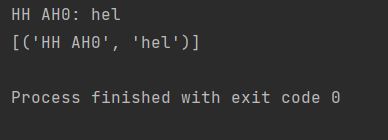 HH AH0: hel
[('HH AH0', 'hel')]
Process finished with exit code 0